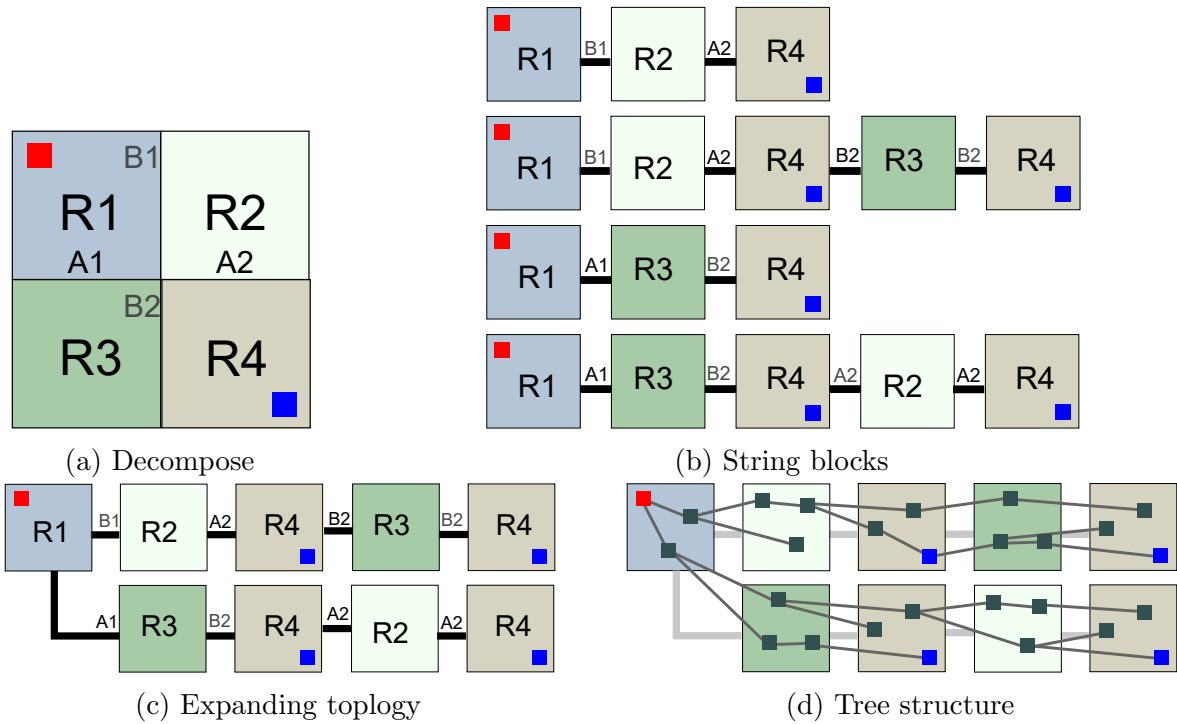 B1
R1 R2
A1 A2
B2
R3 R4
(a) Decompose
R1 B1 R2 A2 R4
R1 B1 R2 A2 R4 B2 R3 B2 R4
R1 A1 R3 B2 R4
R1 A1 R3 B2 R4 A2 R2 A2 R4
(b) String blocks
R1 B1 R2 A2 R4 B2 R3 B2 R4
A1 R3 B2 R4 A2 R2 A2 R4
(c) Expanding toplogy
(d) Tree structure